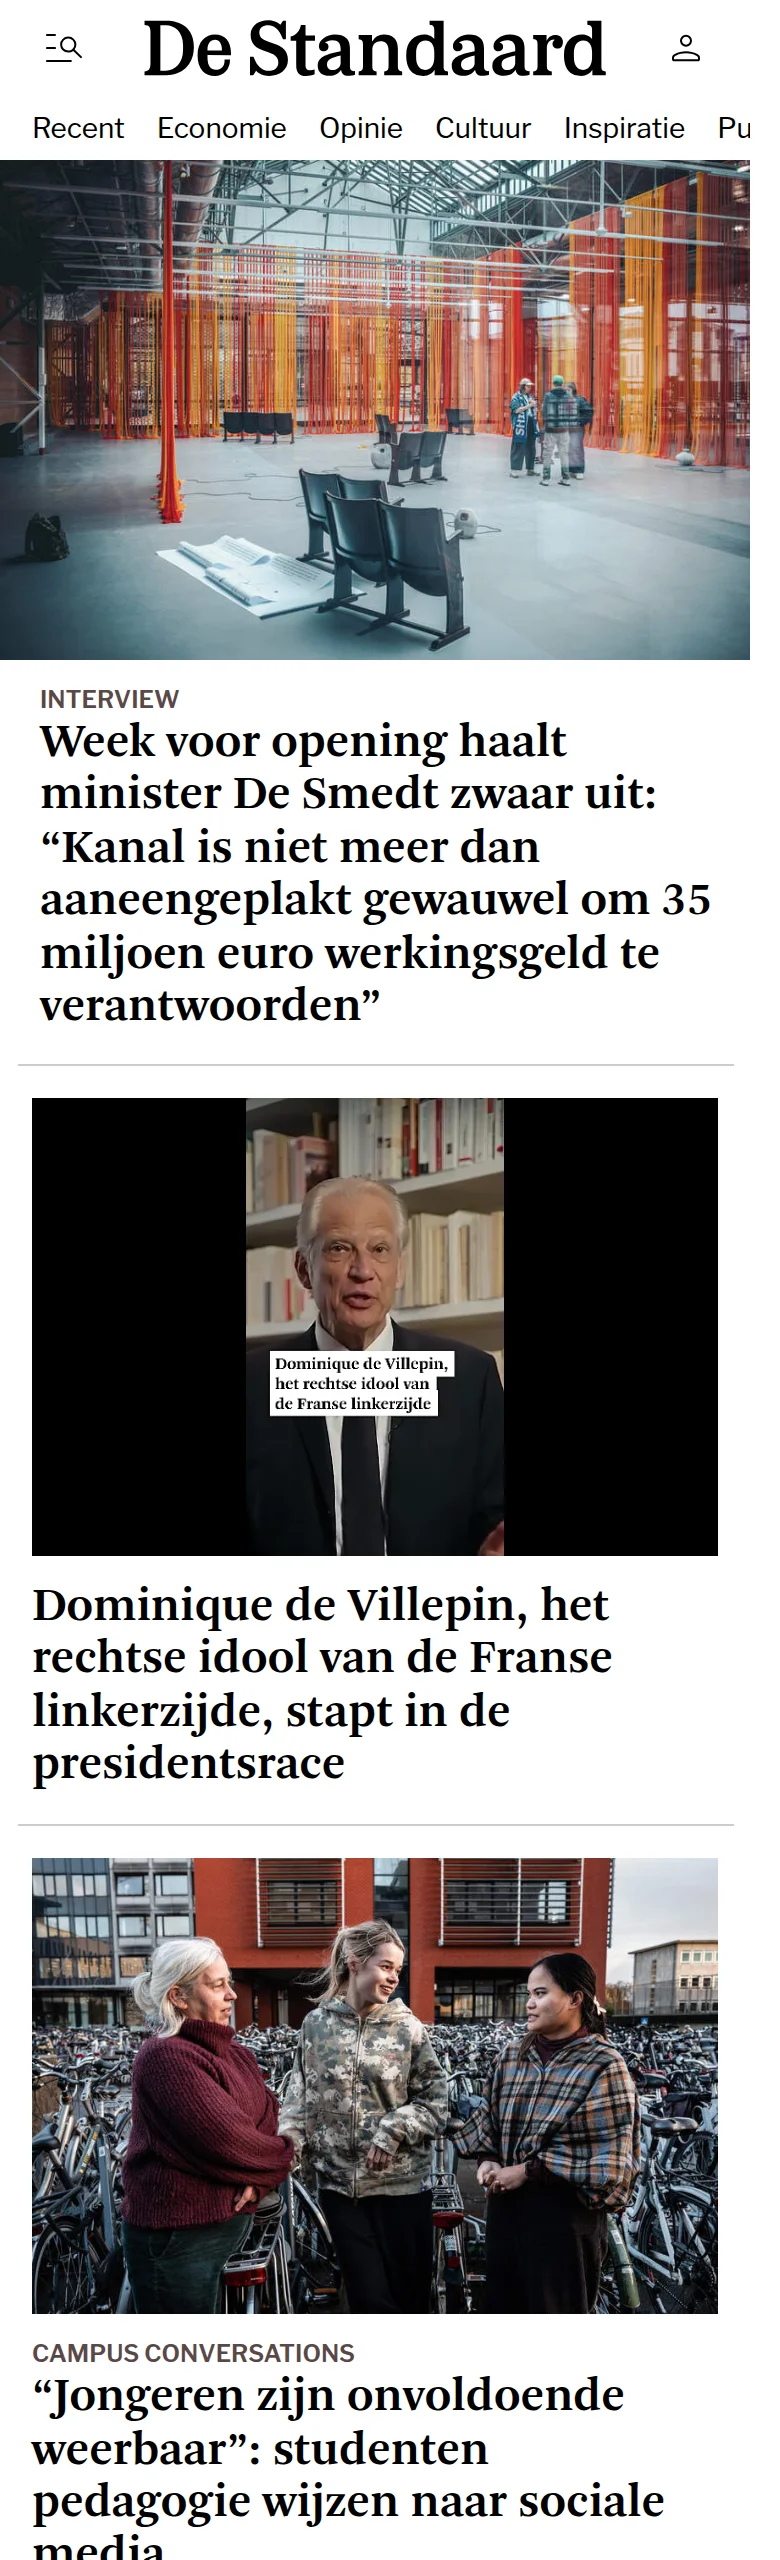 De Standaard
Recent Economie Opinie Cultuur Inspiratie Pu
INTERVIEW
Week voor opening haalt
minister De Smedt zwaar uit:
“Kanal is niet meer dan
aaneengeplakt gewauwel om 35
miljoen euro werkingsgeld te
verantwoorden”
Dominique de Villepin,
het rechtse idool van
de Franse linkerzijde
Dominique de Villepin, het
rechtse idool van de Franse
linkerzijde, stapt in de
presidentsrace
CAMPUS CONVERSATIONS
“Jongeren zijn onvoldoende
weerbaar”: studenten
pedagogie wijzen naar sociale
media